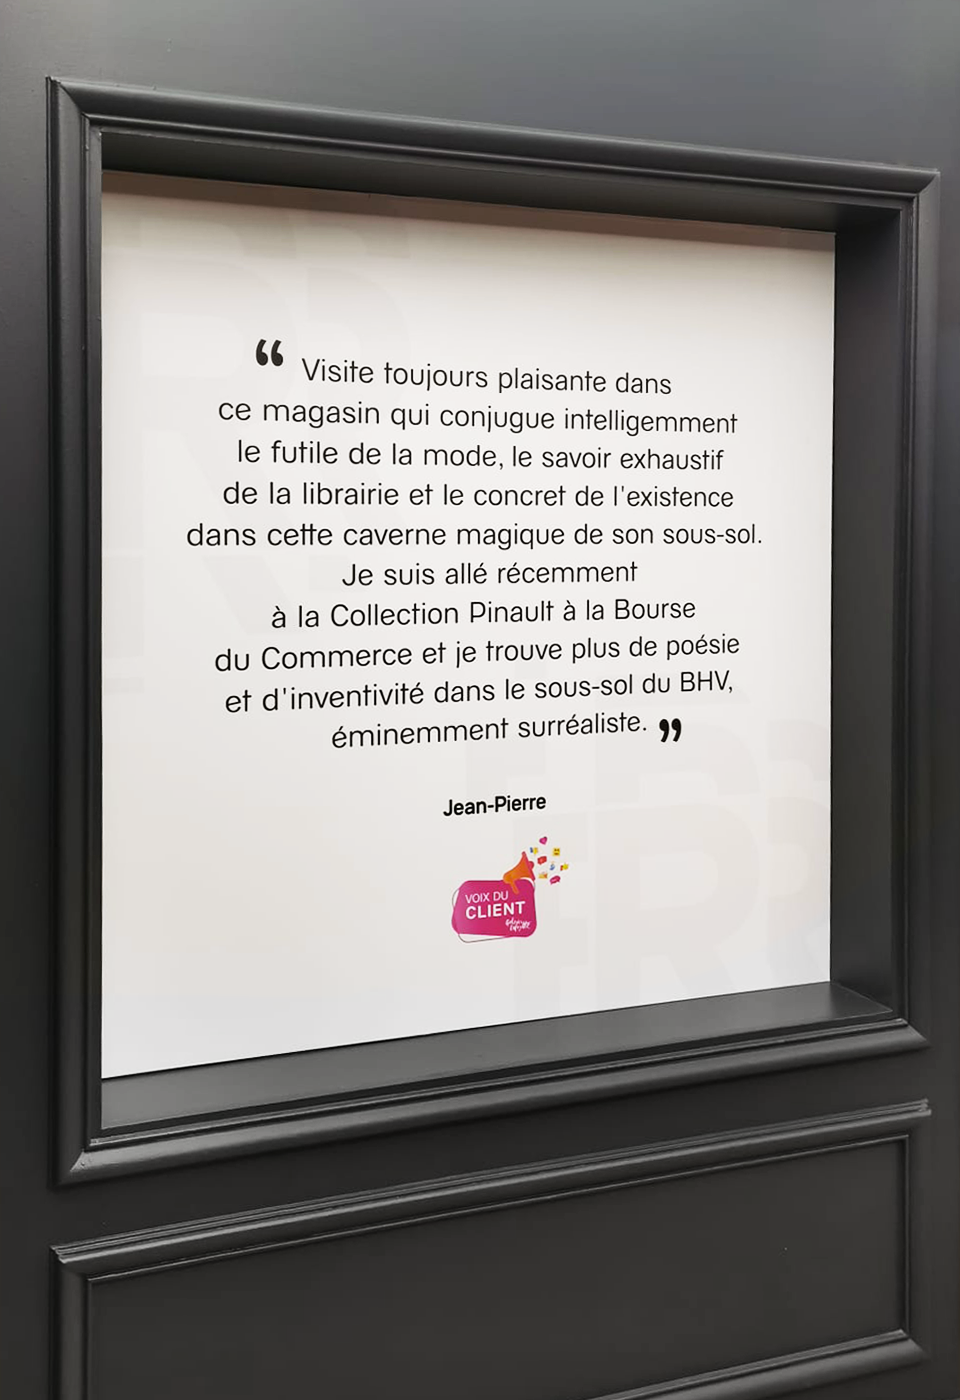 “ Visite toujours plaisante dans
ce magasin qui conjugue intelligemment
le futile de la mode, le savoir exhaustif
de la librairie et le concret de l'existence
dans cette caverne magique de son sous-sol.
Je suis allé récemment
à la Collection Pinault à la Bourse
du Commerce et je trouve plus de poésie
et d'inventivité dans le sous-sol du BHV,
éminemment surréaliste. ”
Jean-Pierre
VOIX DU
CLIENT